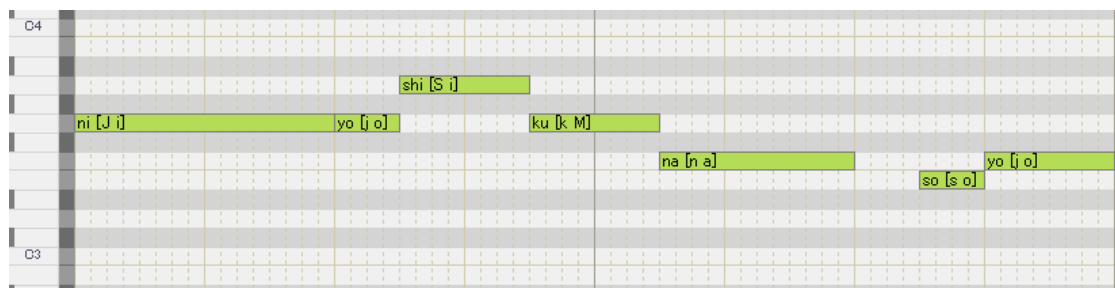 C4
shi [S i]
ni [J i] yo [j o] ku [k M]
na [n a] yo [j o]
so [s o]
C3